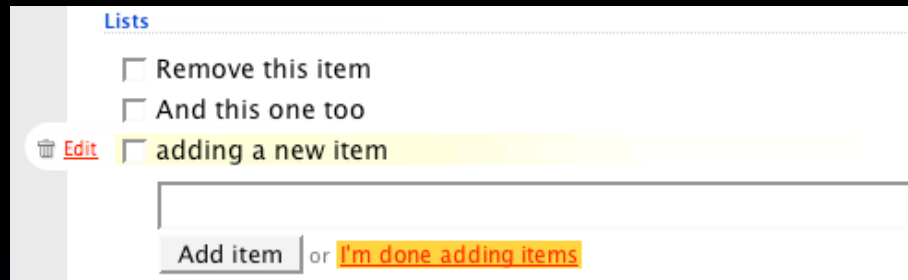 Lists
Remove this item
And this one too
Edit adding a new item
Add item or I'm done adding items